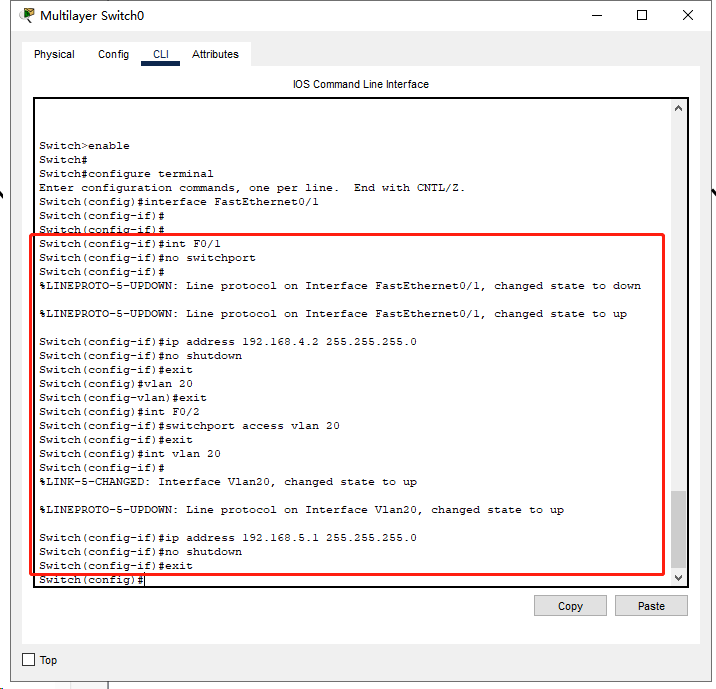 Multilayer Switch0
Physical Config CLI Attributes
IOS Command Line Interface
Switch>enable
Switch#
Switch#configure terminal
Enter configuration commands, one per line.  End with CNTL/Z.
Switch(config)#interface FastEthernet0/1
Switch(config-if)#
Switch(config-if)#
Switch(config-if)#int F0/1
Switch(config-if)#no switchport
Switch(config-if)#
%LINEPROTO-5-UPDOWN: Line protocol on Interface FastEthernet0/1, changed state to down
%LINEPROTO-5-UPDOWN: Line protocol on Interface FastEthernet0/1, changed state to up
Switch(config-if)#ip address 192.168.4.2 255.255.255.0
Switch(config-if)#no shutdown
Switch(config-if)#exit
Switch(config)#vlan 20
Switch(config-vlan)#exit
Switch(config)#int F0/2
Switch(config-if)#switchport access vlan 20
Switch(config-if)#exit
Switch(config)#int vlan 20
Switch(config-if)#
%LINK-5-CHANGED: Interface Vlan20, changed state to up
%LINEPROTO-5-UPDOWN: Line protocol on Interface Vlan20, changed state to up
Switch(config-if)#ip address 192.168.5.1 255.255.255.0
Switch(config-if)#no shutdown
Switch(config-if)#exit
Switch(config)#
Copy Paste
Top